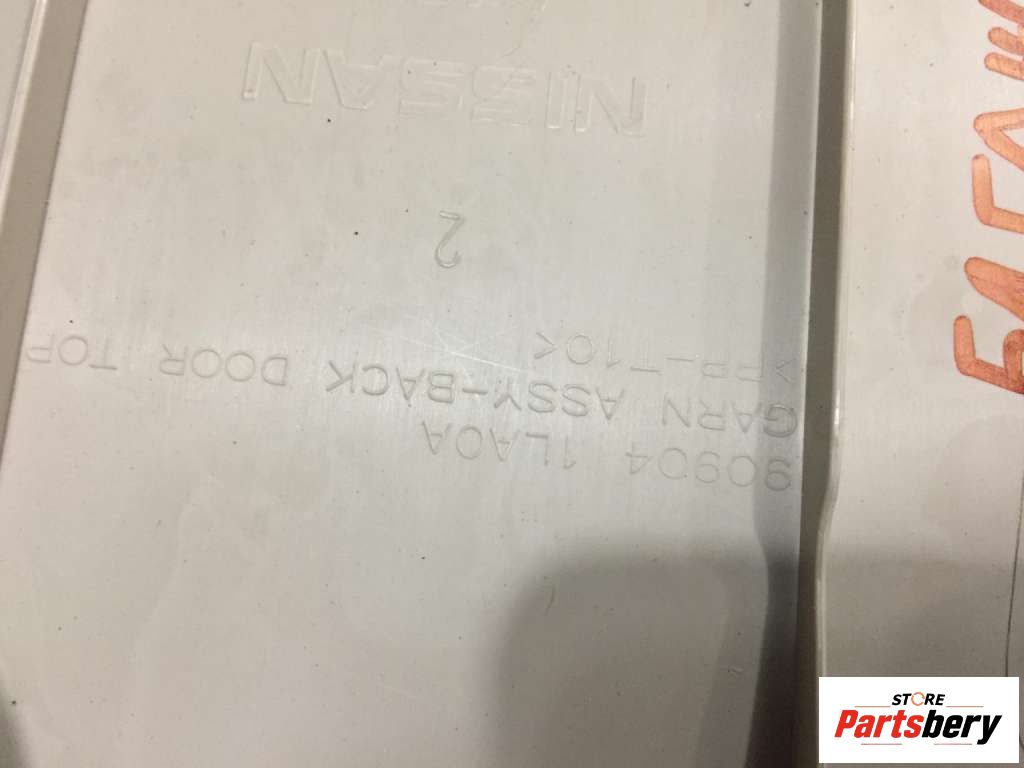 90904 1LA0A
GARN ASSY-BACK DOOR TOP
>PP-T10<
2
NISSAN
STORE
Partsbery